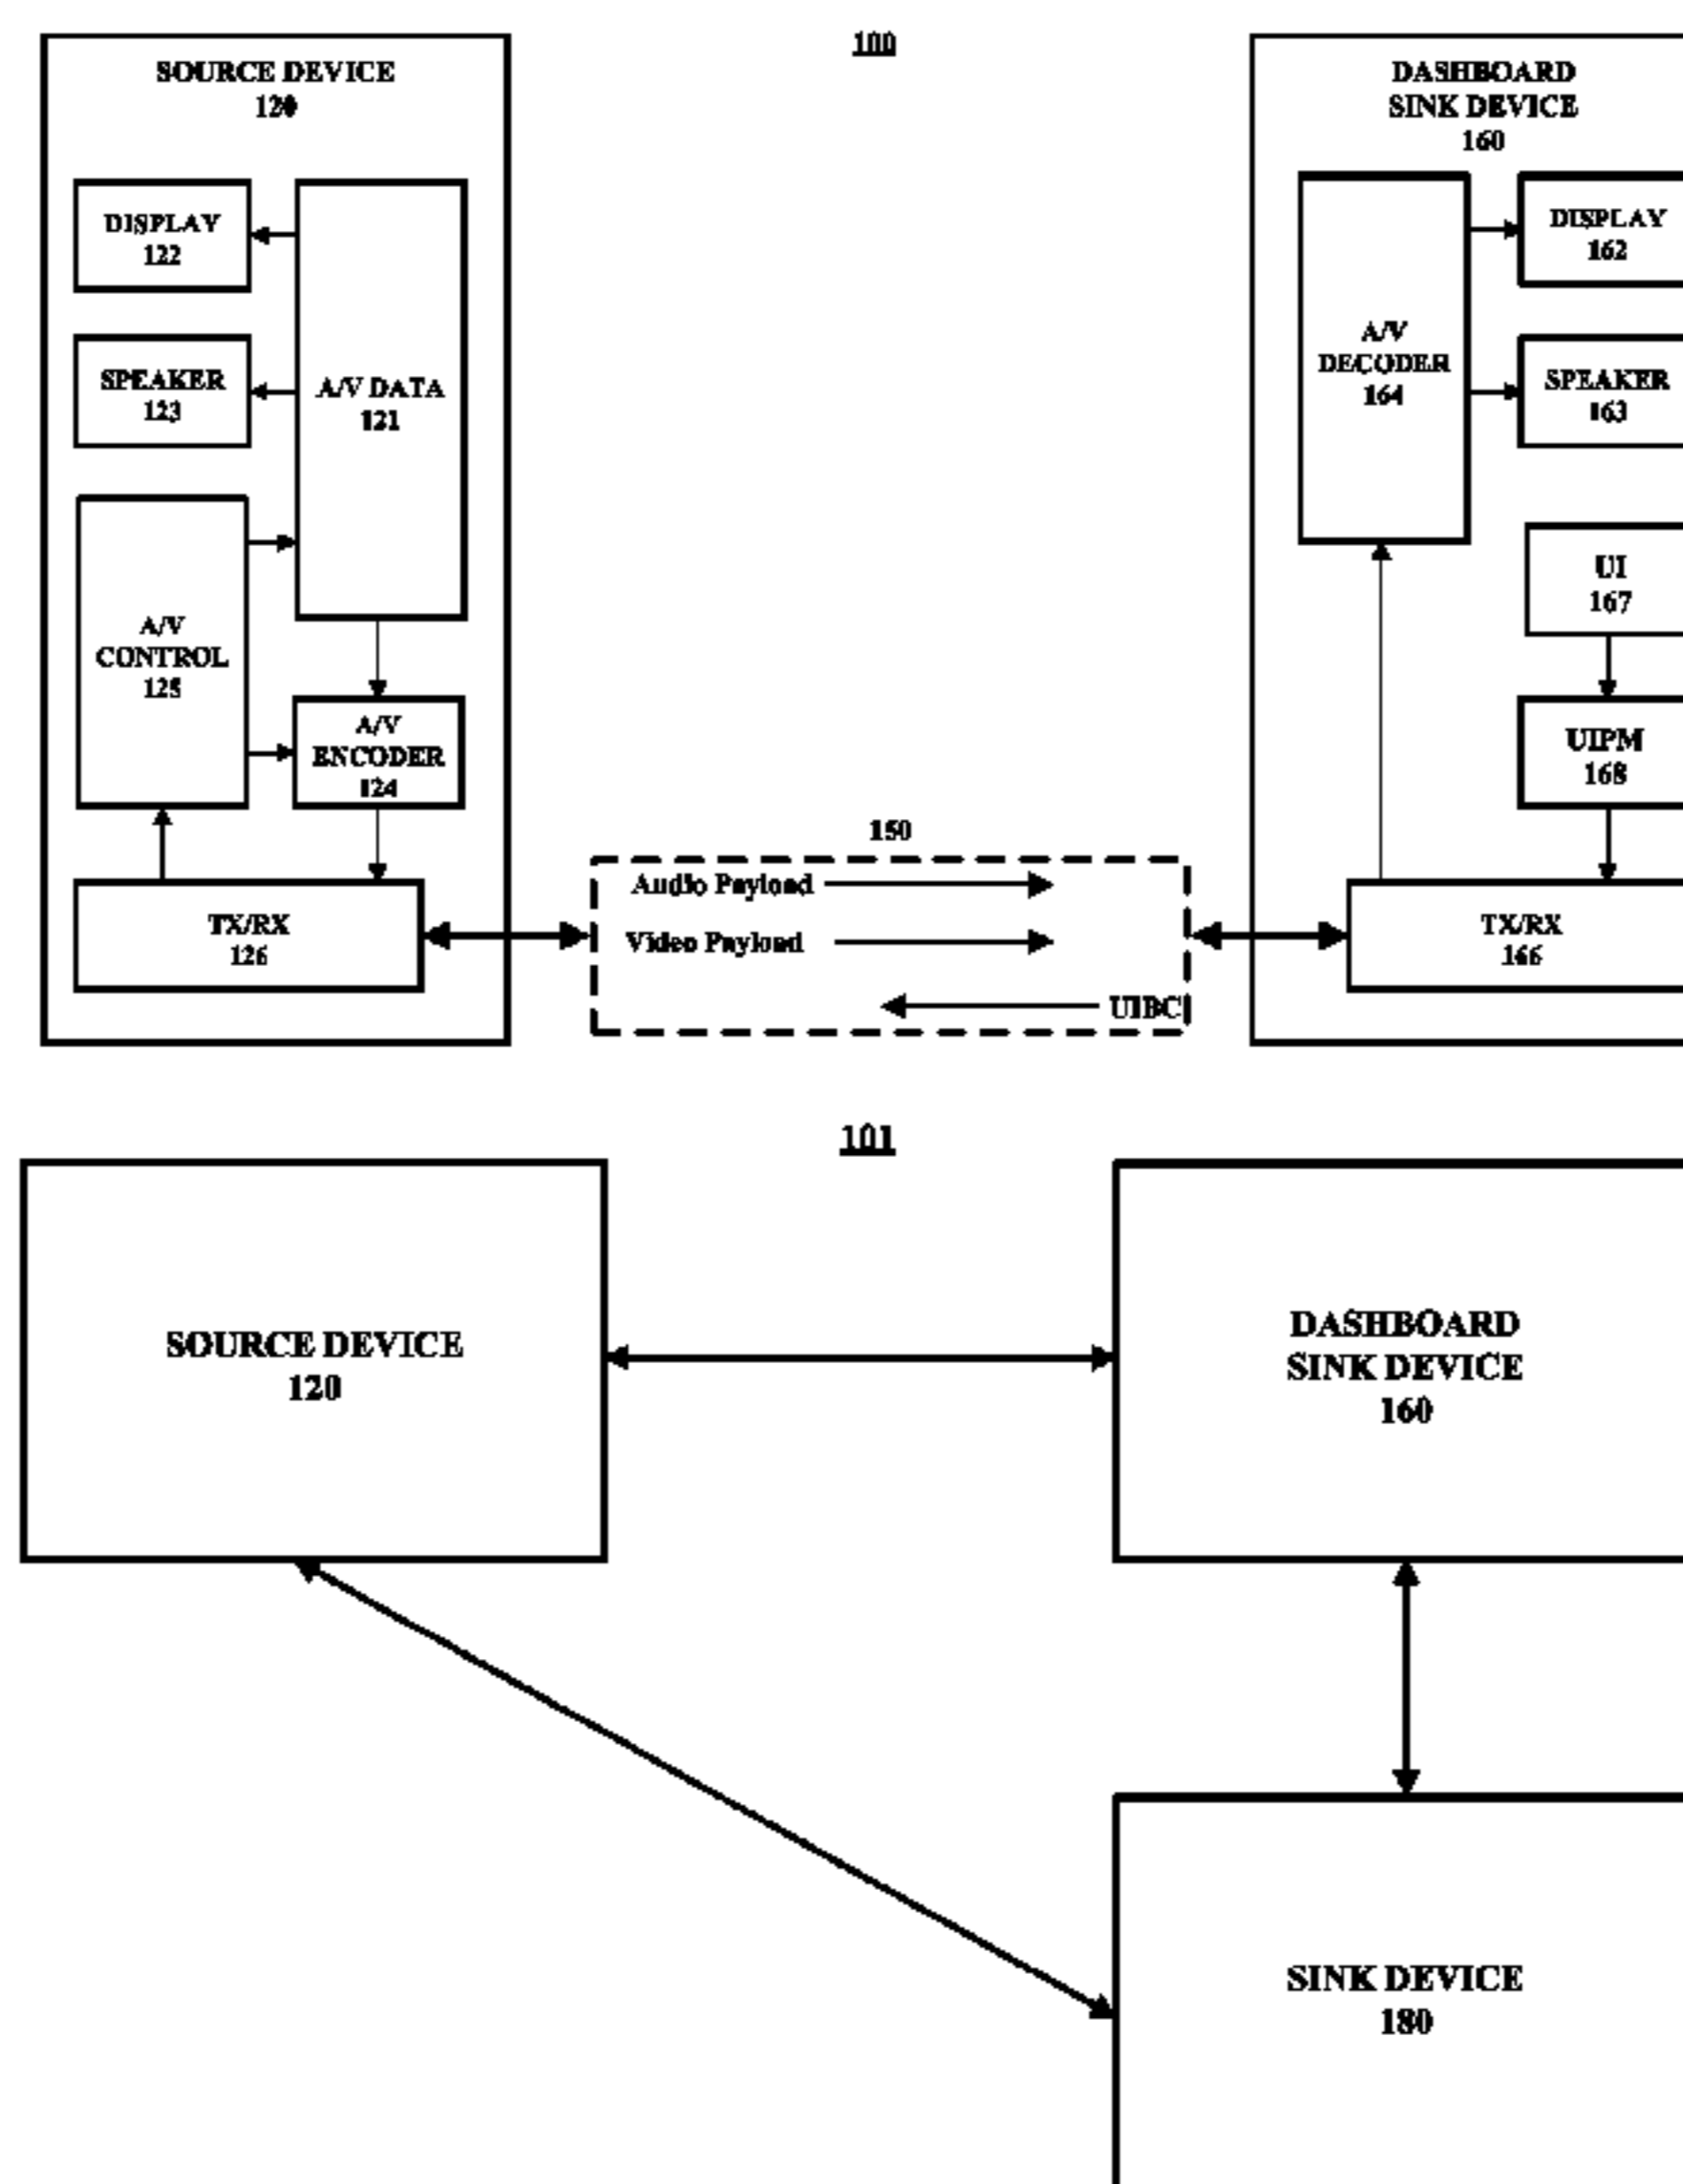 100
SOURCE DEVICE
120
DISPLAY
122
SPEAKER
123
A/V DATA
121
A/V
CONTROL
125
A/V
ENCODER
124
TX/RX
126
150
Audio Payload
Video Payload
UIBC
DASHBOARD
SINK DEVICE
160
A/V
DECODER
164
DISPLAY
162
SPEAKER
163
UI
167
UIPM
168
TX/RX
166
101
SOURCE DEVICE
120
DASHBOARD
SINK DEVICE
160
SINK DEVICE
180